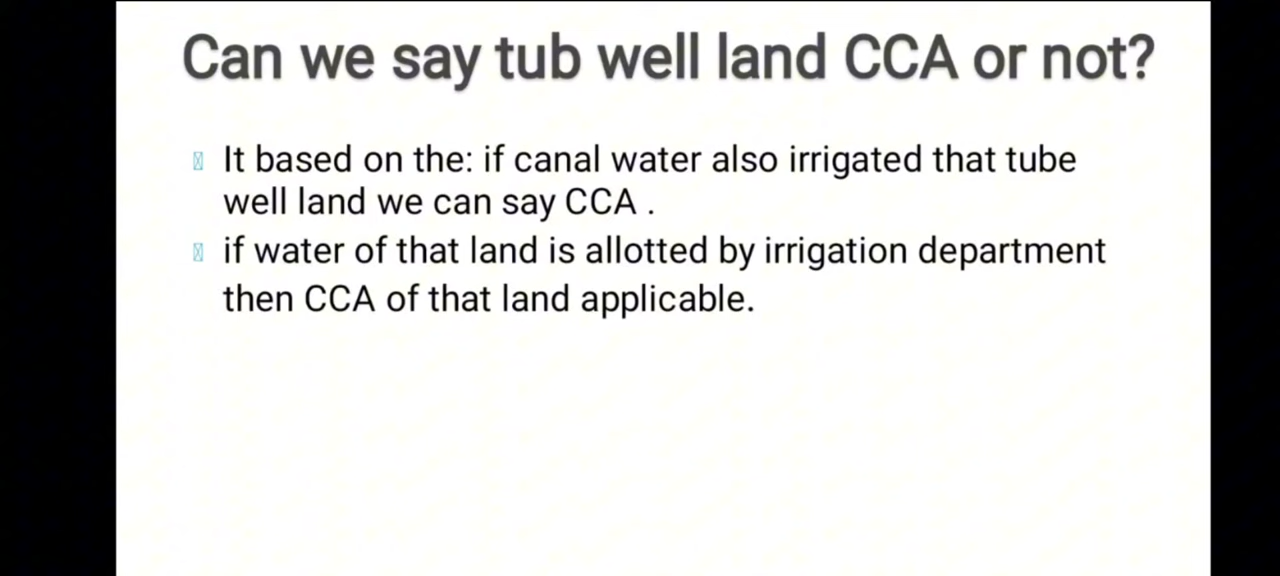 Can we say tub well land CCA or not?
It based on the: if canal water also irrigated that tube
well land we can say CCA .
if water of that land is allotted by irrigation department
then CCA of that land applicable.